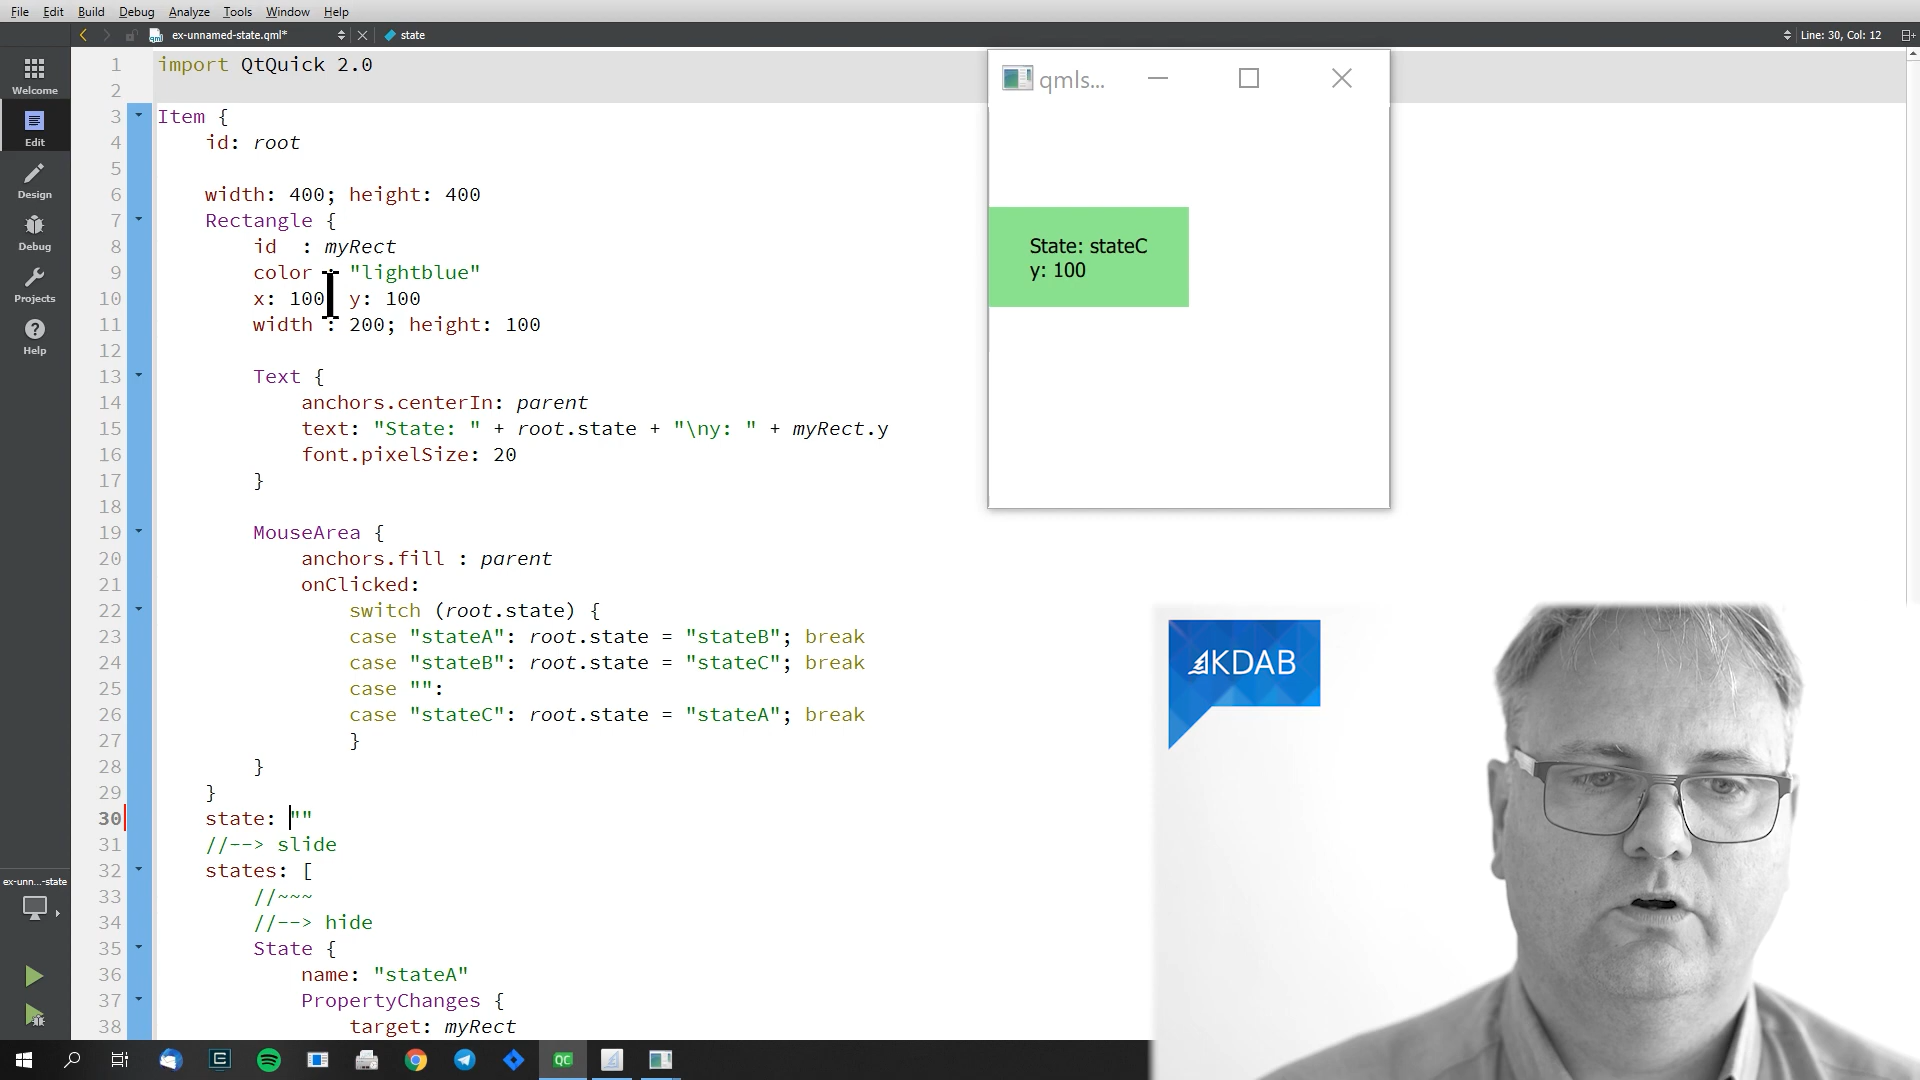 File Edit Build Debug Analyze Tools Window Help
ex-unnamed-state.qml* state Line: 30, Col: 12
Welcome
Edit
Design
Debug
Projects
Help
ex-unn...-state
1 import QtQuick 2.0
2
3 Item {
4 id: root
5
6 width: 400; height: 400
7 Rectangle {
8 id : myRect
9 color : "lightblue"
10 x: 100 y: 100
11 width : 200; height: 100
12
13 Text {
14 anchors.centerIn: parent
15 text: "State: " + root.state + "\ny: " + myRect.y
16 font.pixelSize: 20
17 }
18
19 MouseArea {
20 anchors.fill : parent
21 onClicked:
22 switch (root.state) {
23 case "stateA": root.state = "stateB"; break
24 case "stateB": root.state = "stateC"; break
25 case "":
26 case "stateC": root.state = "stateA"; break
27 }
28 }
29 }
30 state: ""
31 //--> slide
32 states: [
33 //~~~
34 //--> hide
35 State {
36 name: "stateA"
37 PropertyChanges {
38 target: myRect
qmls...
State: stateC
y: 100
KDAB
QC